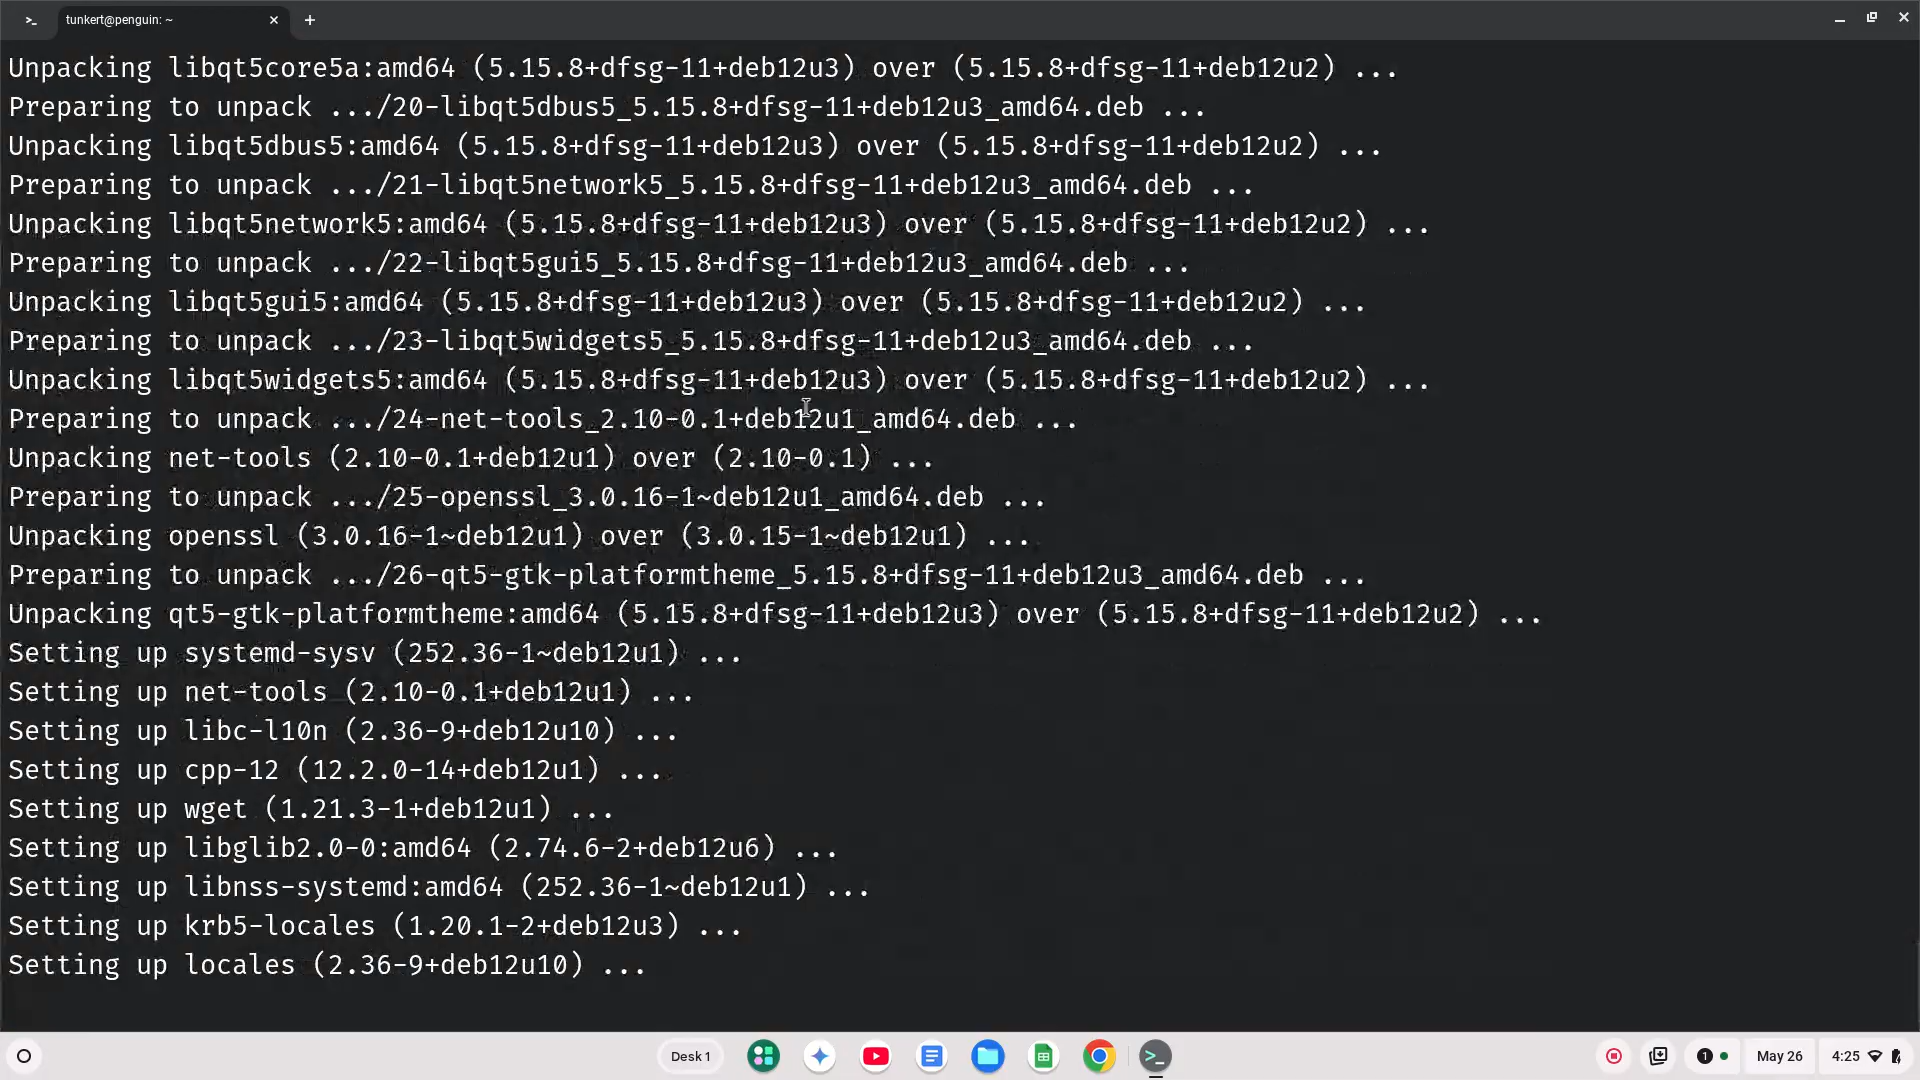 tunkert@penguin: ~
Unpacking libqt5core5a:amd64 (5.15.8+dfsg-11+deb12u3) over (5.15.8+dfsg-11+deb12u2) ...
Preparing to unpack .../20-libqt5dbus5_5.15.8+dfsg-11+deb12u3_amd64.deb ...
Unpacking libqt5dbus5:amd64 (5.15.8+dfsg-11+deb12u3) over (5.15.8+dfsg-11+deb12u2) ...
Preparing to unpack .../21-libqt5network5_5.15.8+dfsg-11+deb12u3_amd64.deb ...
Unpacking libqt5network5:amd64 (5.15.8+dfsg-11+deb12u3) over (5.15.8+dfsg-11+deb12u2) ...
Preparing to unpack .../22-libqt5gui5_5.15.8+dfsg-11+deb12u3_amd64.deb ...
Unpacking libqt5gui5:amd64 (5.15.8+dfsg-11+deb12u3) over (5.15.8+dfsg-11+deb12u2) ...
Preparing to unpack .../23-libqt5widgets5_5.15.8+dfsg-11+deb12u3_amd64.deb ...
Unpacking libqt5widgets5:amd64 (5.15.8+dfsg-11+deb12u3) over (5.15.8+dfsg-11+deb12u2) ...
Preparing to unpack .../24-net-tools_2.10-0.1+deb12u1_amd64.deb ...
Unpacking net-tools (2.10-0.1+deb12u1) over (2.10-0.1) ...
Preparing to unpack .../25-openssl_3.0.16-1~deb12u1_amd64.deb ...
Unpacking openssl (3.0.16-1~deb12u1) over (3.0.15-1~deb12u1) ...
Preparing to unpack .../26-qt5-gtk-platformtheme_5.15.8+dfsg-11+deb12u3_amd64.deb ...
Unpacking qt5-gtk-platformtheme:amd64 (5.15.8+dfsg-11+deb12u3) over (5.15.8+dfsg-11+deb12u2) ...
Setting up systemd-sysv (252.36-1~deb12u1) ...
Setting up net-tools (2.10-0.1+deb12u1) ...
Setting up libc-l10n (2.36-9+deb12u10) ...
Setting up cpp-12 (12.2.0-14+deb12u1) ...
Setting up wget (1.21.3-1+deb12u1) ...
Setting up libglib2.0-0:amd64 (2.74.6-2+deb12u6) ...
Setting up libnss-systemd:amd64 (252.36-1~deb12u1) ...
Setting up krb5-locales (1.20.1-2+deb12u3) ...
Setting up locales (2.36-9+deb12u10) ...
Desk 1
1
May 26
4:25